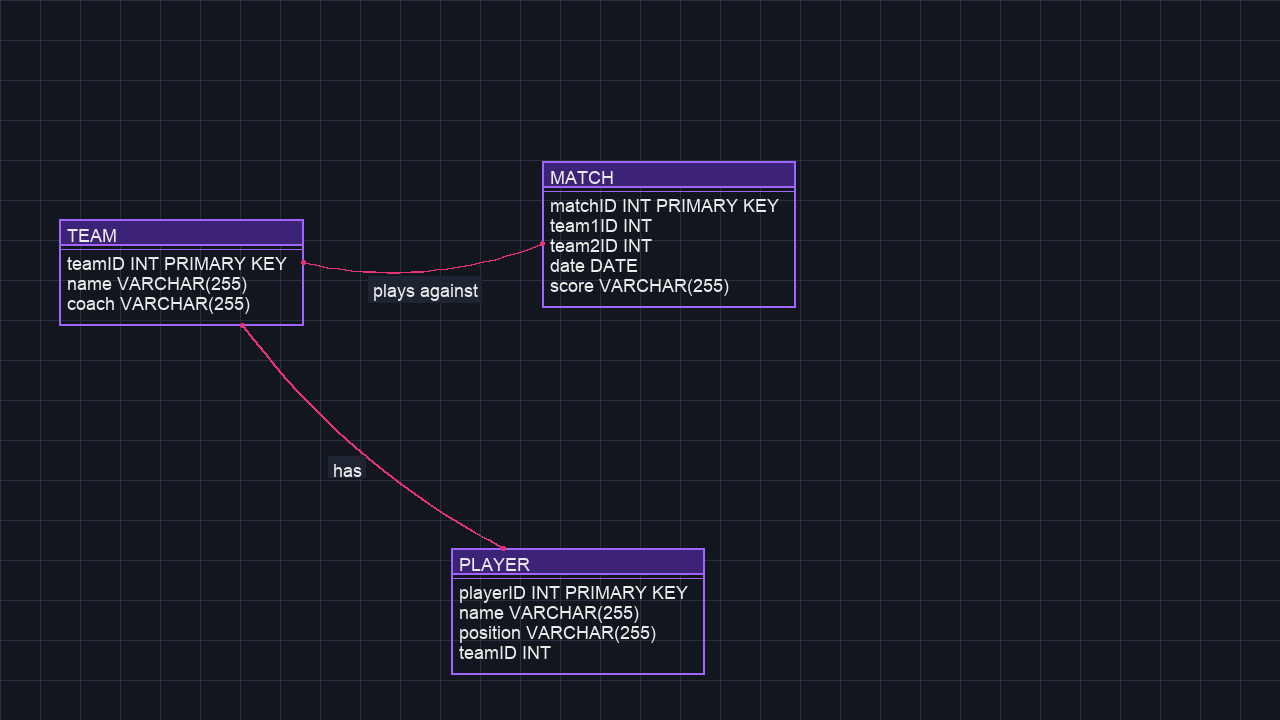 TEAM
teamID INT PRIMARY KEY
name VARCHAR(255)
coach VARCHAR(255)
plays against
MATCH
matchID INT PRIMARY KEY
team1ID INT
team2ID INT
date DATE
score VARCHAR(255)
has
PLAYER
playerID INT PRIMARY KEY
name VARCHAR(255)
position VARCHAR(255)
teamID INT